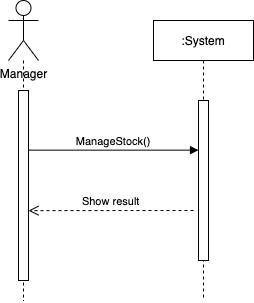 Manager
:System
ManageStock()
Show result